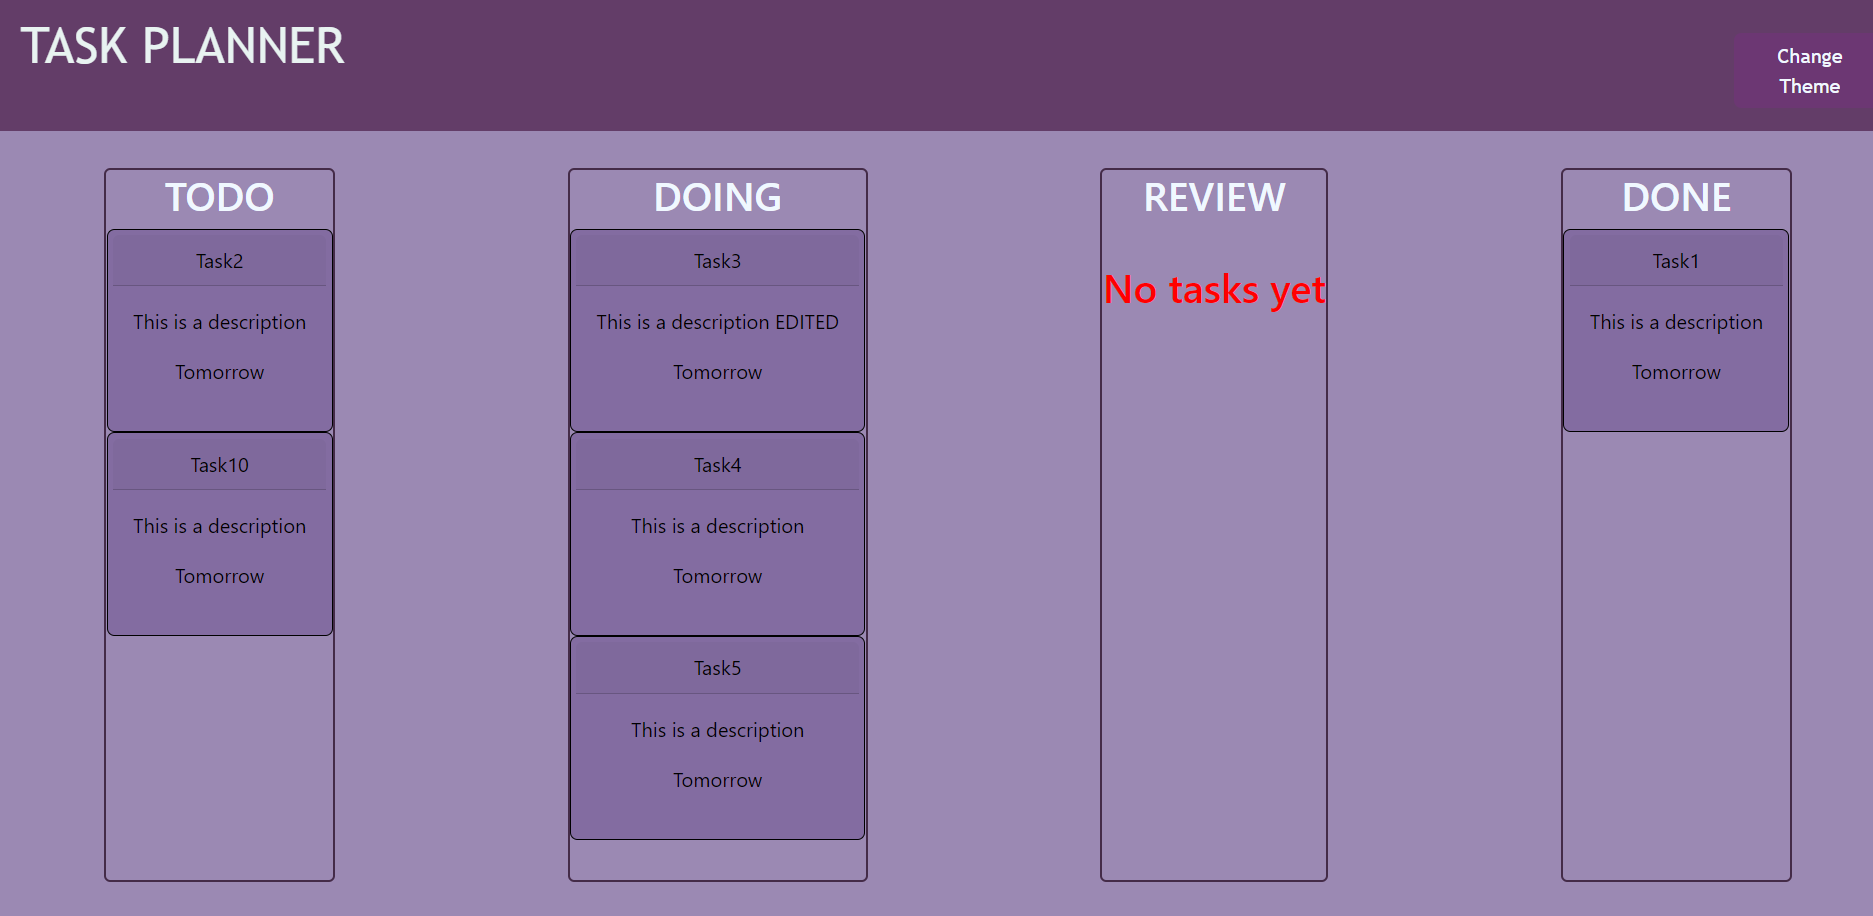 TASK PLANNER
Change
Theme
TODO
Task2
This is a description
Tomorrow
Task10
This is a description
Tomorrow
DOING
Task3
This is a description EDITED
Tomorrow
Task4
This is a description
Tomorrow
Task5
This is a description
Tomorrow
REVIEW
No tasks yet
DONE
Task1
This is a description
Tomorrow